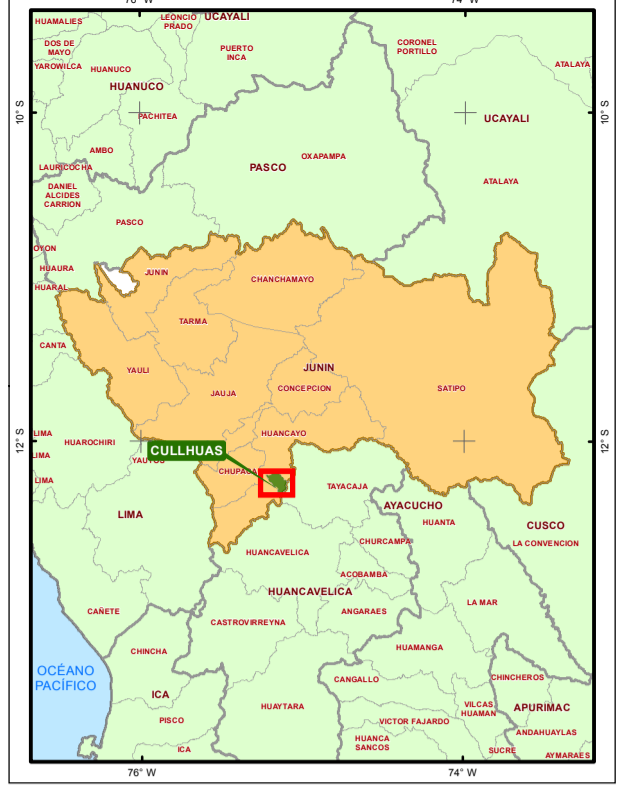 74° W
HUAMALIES
LEONCIO
PRADO
UCAYALI
DOS DE
MAYO
PUERTO
INCA
CORONEL
PORTILLO
YAROWILCA
HUANUCO
ATALAYA
HUANUCO
10° S
PACHITEA
UCAYALI
10° S
AMBO
OXAPAMPA
LAURICOCHA
PASCO
ATALAYA
DANIEL
ALCIDES
CARRION
PASCO
OYON
HUAURA
JUNIN
CHANCHAMAYO
HUARAL
TARMA
CANTA
YAULI
JUNIN
JAUJA
CONCEPCION
SATIPO
LIMA
HUAROCHIRI
HUANCAYO
12° S
12° S
CULLHUAS
LIMA
YAUYOS
CHUPACA
LIMA
TAYACAJA
AYACUCHO
LIMA
HUANTA
CUSCO
CHURCAMPA
LA CONVENCION
HUANCAVELICA
ACOBAMBA
HUANCAVELICA
LA MAR
CAÑETE
ANGARAES
CASTROVIRREYNA
CHINCHA
HUAMANGA
OCÉANO
PACÍFICO
CANGALLO
CHINCHEROS
ICA
HUAYTARA
VILCAS
HUAMAN
APURIMAC
PISCO
VICTOR FAJARDO
ANDAHUAYLAS
HUANCA
SANCOS
ICA
SUCRE
AYMARAES
76° W
74° W